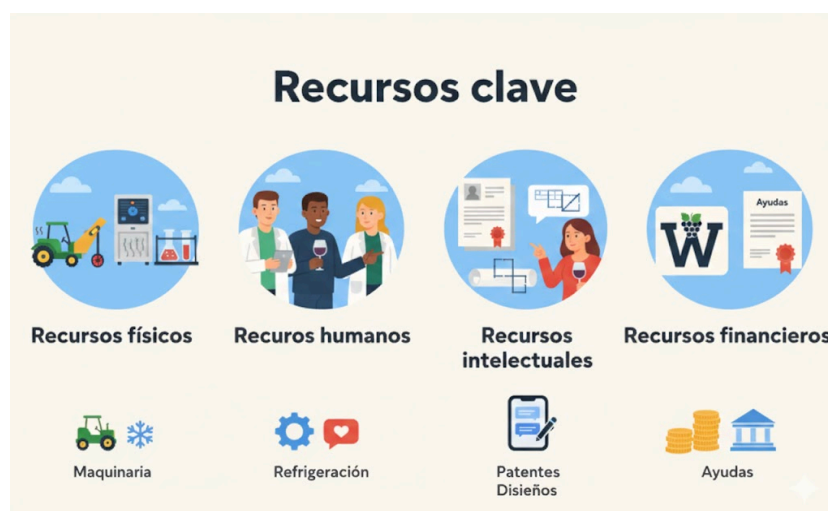 Recursos clave
Ayudas
W
Recursos físicos
Recuros humanos
Recursos
intelectuales
Recursos financieros
Maquinaria
Refrigeración
Patentes
Disieños
Ayudas